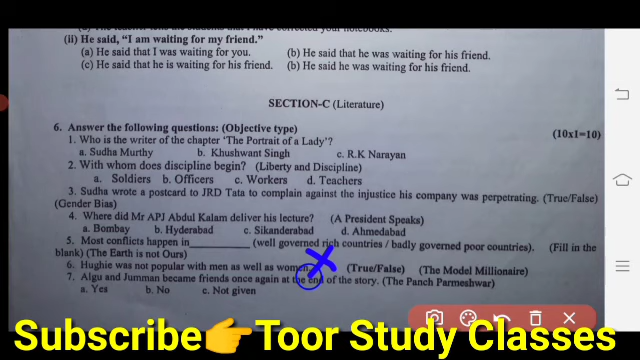 (ii) He said, “I am waiting for my friend.”
(a) He said that I was waiting for you. (b) He said that he was waiting for his friend.
(c) He said that he is waiting for his friend. (b) He said he was waiting for his friend.
SECTION-C (Literature)
6. Answer the following questions: (Objective type) (10x1=10)
1. Who is the writer of the chapter ‘The Portrait of a Lady’?
a. Sudha Murthy b. Khushwant Singh c. R.K Narayan
2. With whom does discipline begin? (Liberty and Discipline)
a. Soldiers b. Officers c. Workers d. Teachers
3. Sudha wrote a postcard to JRD Tata to complain against the injustice his company was perpetrating. (True/False)
(Gender Bias)
4. Where did Mr APJ Abdul Kalam deliver his lecture? (A President Speaks)
a. Bombay b. Hyderabad c. Sikanderabad d. Ahmedabad
5. Most conflicts happen in__________ (well governed rich countries / badly governed poor countries). (Fill in the
blank) (The Earth is not Ours)
6. Hughie was not popular with men as well as women. (True/False) (The Model Millionaire)
7. Algu and Jumman became friends once again at the end of the story. (The Panch Parmeshwar)
a. Yes b. No c. Not given
Subscribe👉Toor Study Classes